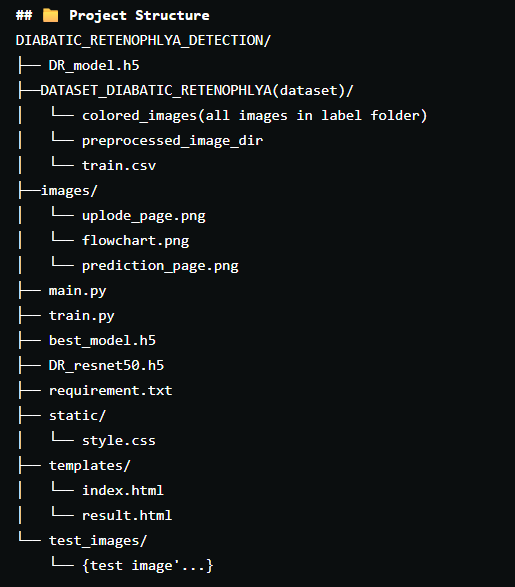 ## 📁 Project Structure
DIABATIC_RETENOPHLYA_DETECTION/
├── DR_model.h5
├──DATASET_DIABATIC_RETENOPHLYA(dataset)/
│   └── colored_images(all images in label folder)
│   └── preprocessed_image_dir
│   └── train.csv
├──images/
│   └── uplode_page.png
│   └── flowchart.png
│   └── prediction_page.png
├── main.py
├── train.py
├── best_model.h5
├── DR_resnet50.h5
├── requirement.txt
├── static/
│   └── style.css
├── templates/
│   └── index.html
│   └── result.html
└── test_images/
    └── {test image'...}